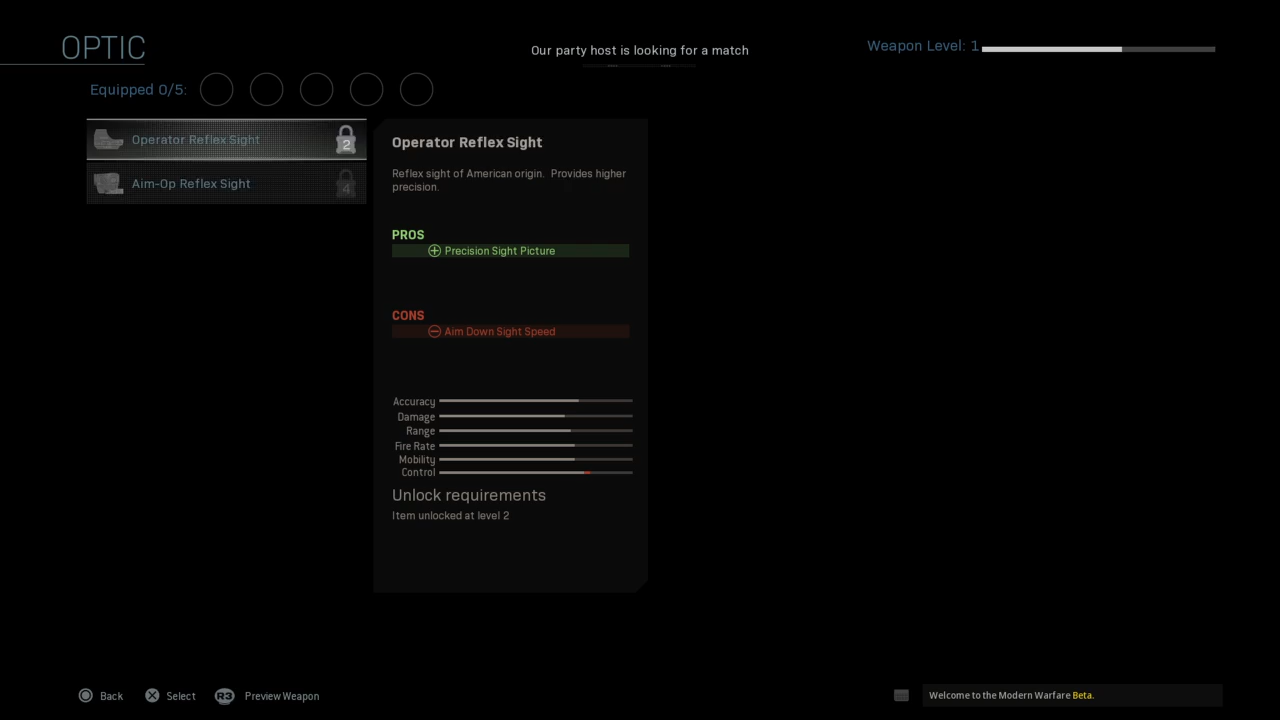 OPTIC
Our party host is looking for a match
Weapon Level: 1
Equipped 0/5:
Operator Reflex Sight
2
Aim-Op Reflex Sight
4
Operator Reflex Sight
Reflex sight of American origin. Provides higher
precision.
PROS
Precision Sight Picture
CONS
Aim Down Sight Speed
Accuracy
Damage
Range
Fire Rate
Mobility
Control
Unlock requirements
Item unlocked at level 2
Back
Select
R3 Preview Weapon
Welcome to the Modern Warfare Beta.